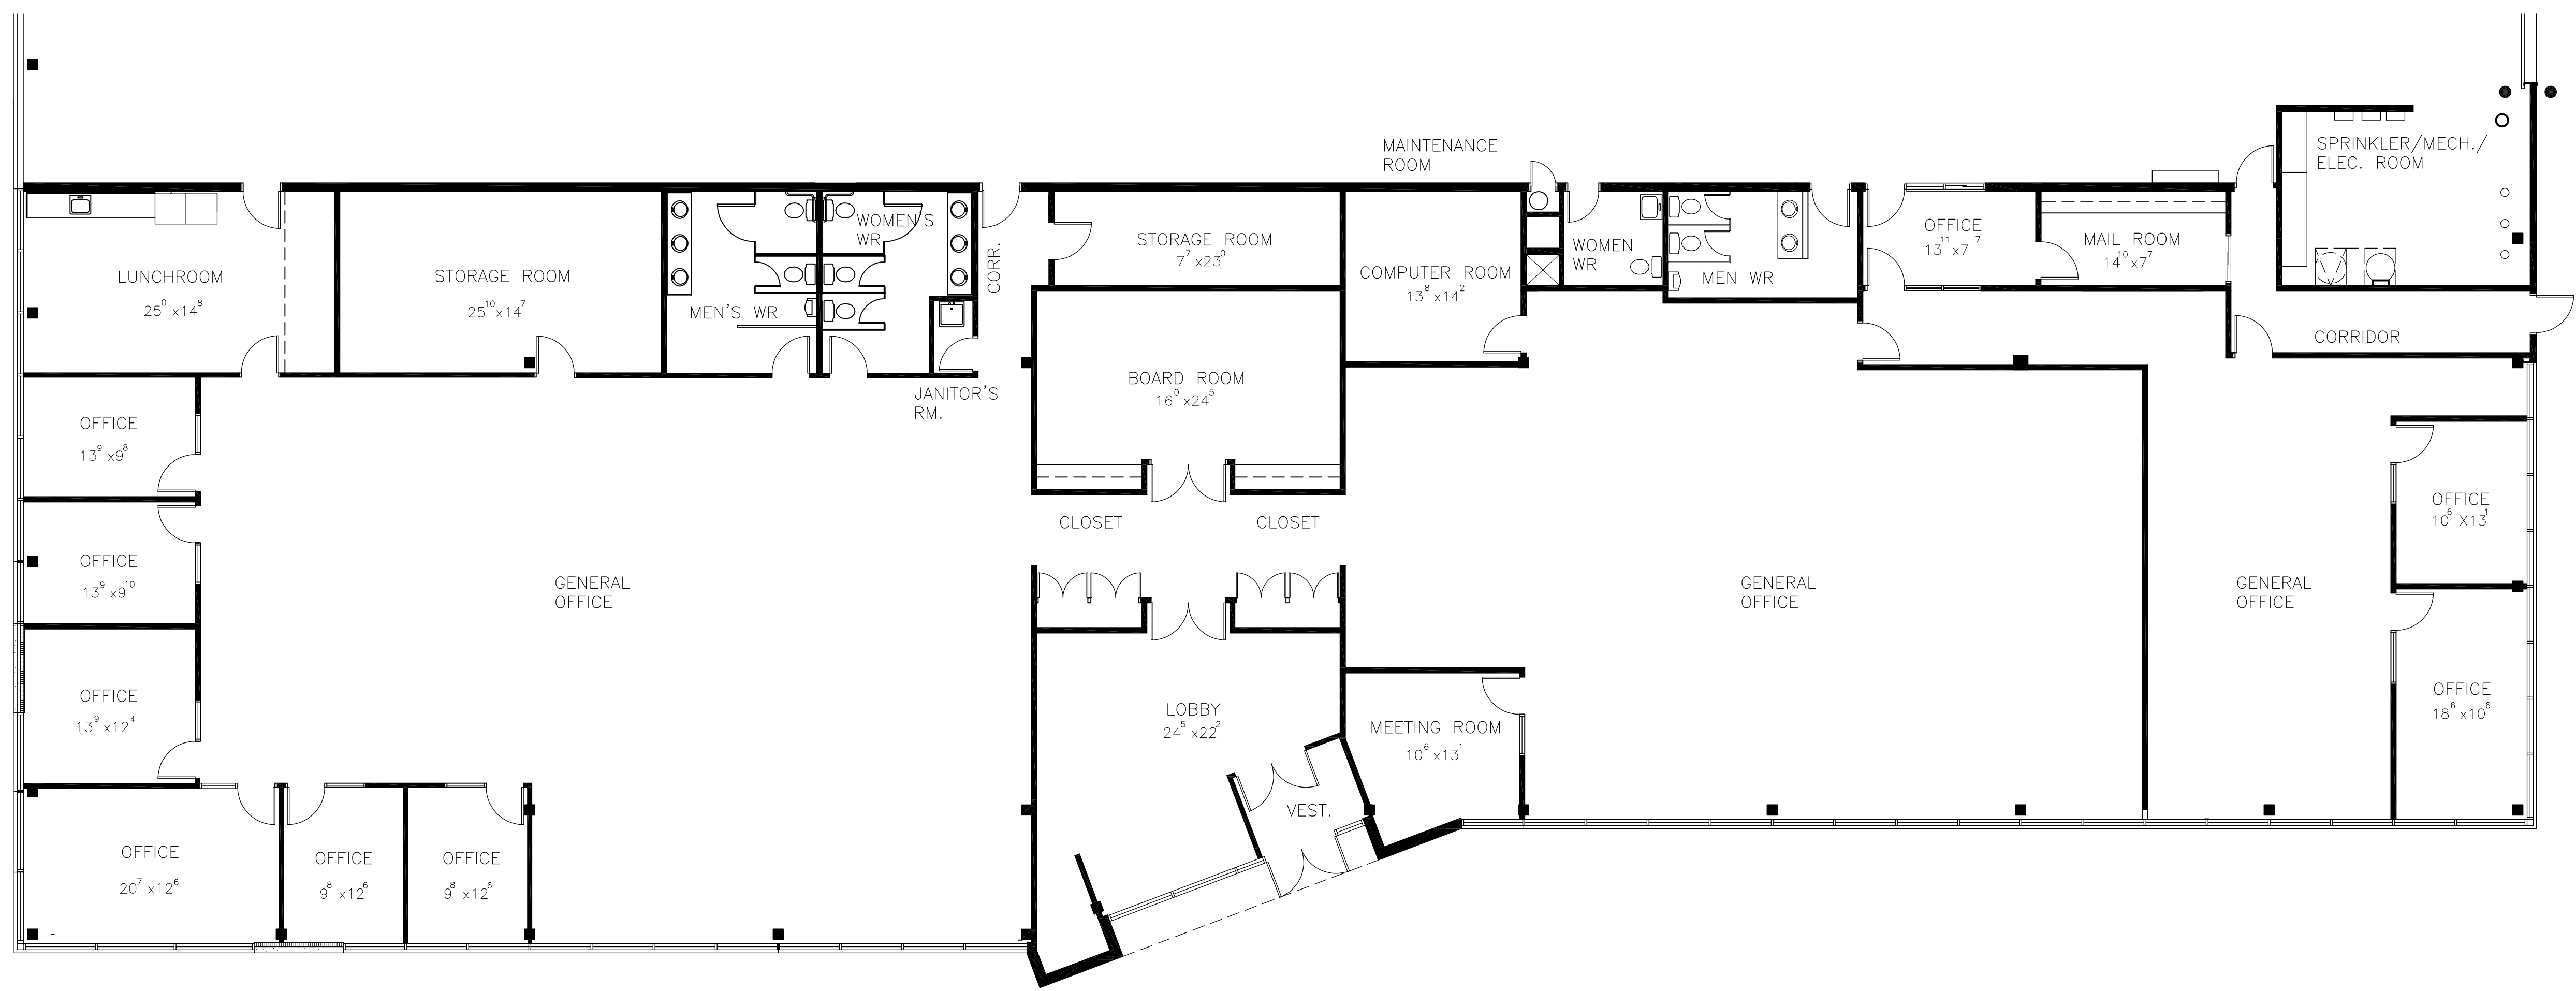 MAINTENANCE
ROOM
SPRINKLER/MECH./
ELEC. ROOM
LUNCHROOM
25⁰ x14⁸
STORAGE ROOM
25¹⁰ x14⁷
MEN'S WR
WOMEN'S
WR
CORR.
JANITOR'S
RM.
STORAGE ROOM
7⁷ x23⁰
COMPUTER ROOM
13⁸ x14²
WOMEN
WR
MEN WR
OFFICE
13¹¹ x7⁷
MAIL ROOM
14¹⁰ x7⁷
CORRIDOR
BOARD ROOM
16⁰ x24⁵
OFFICE
13⁹ x9⁸
OFFICE
13⁹ x9¹⁰
OFFICE
13⁹ x12⁴
OFFICE
20⁷ x12⁶
OFFICE
9⁸ x12⁶
OFFICE
9⁸ x12⁶
GENERAL
OFFICE
CLOSET
CLOSET
LOBBY
24⁵ x22²
VEST.
MEETING ROOM
10⁶ x13¹
GENERAL
OFFICE
GENERAL
OFFICE
OFFICE
10⁶ X13¹
OFFICE
18⁶ x10⁶